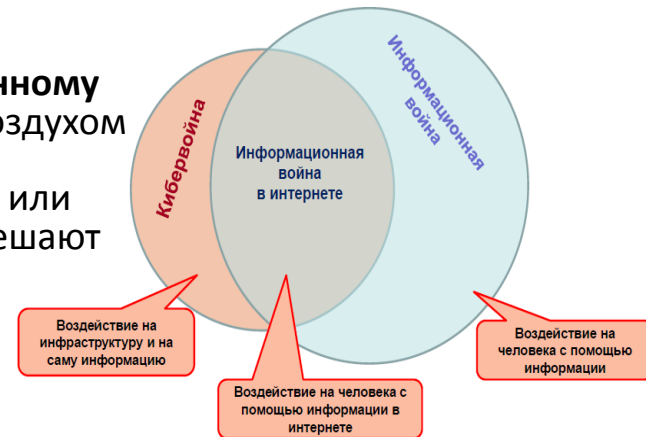 нному
оздухом
или
ешают
Кибервойна
Информационная
война
в интернете
Информационная
война
Воздействие на
инфраструктуру и на
саму информацию
Воздействие на человека с
помощью информации в
интернете
Воздействие на
человека с помощью
информации